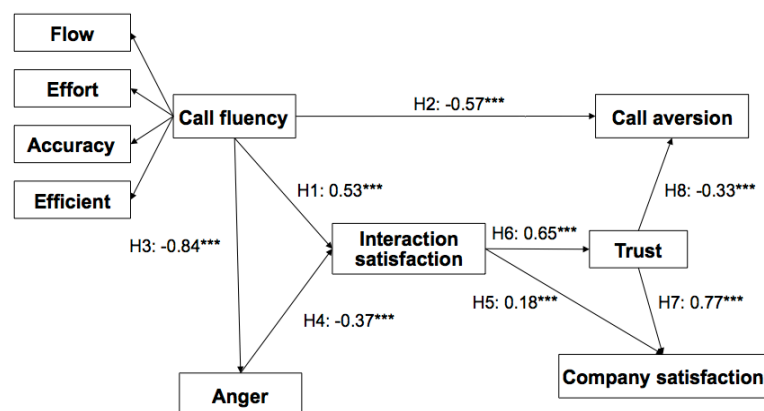 Flow
Effort
Call fluency
H2: -0.57***
Call aversion
Accuracy
Efficient
H1: 0.53***
H8: -0.33***
H3: -0.84***
Interaction
satisfaction
H6: 0.65***
Trust
H4: -0.37***
H5: 0.18***
H7: 0.77***
Anger
Company satisfaction